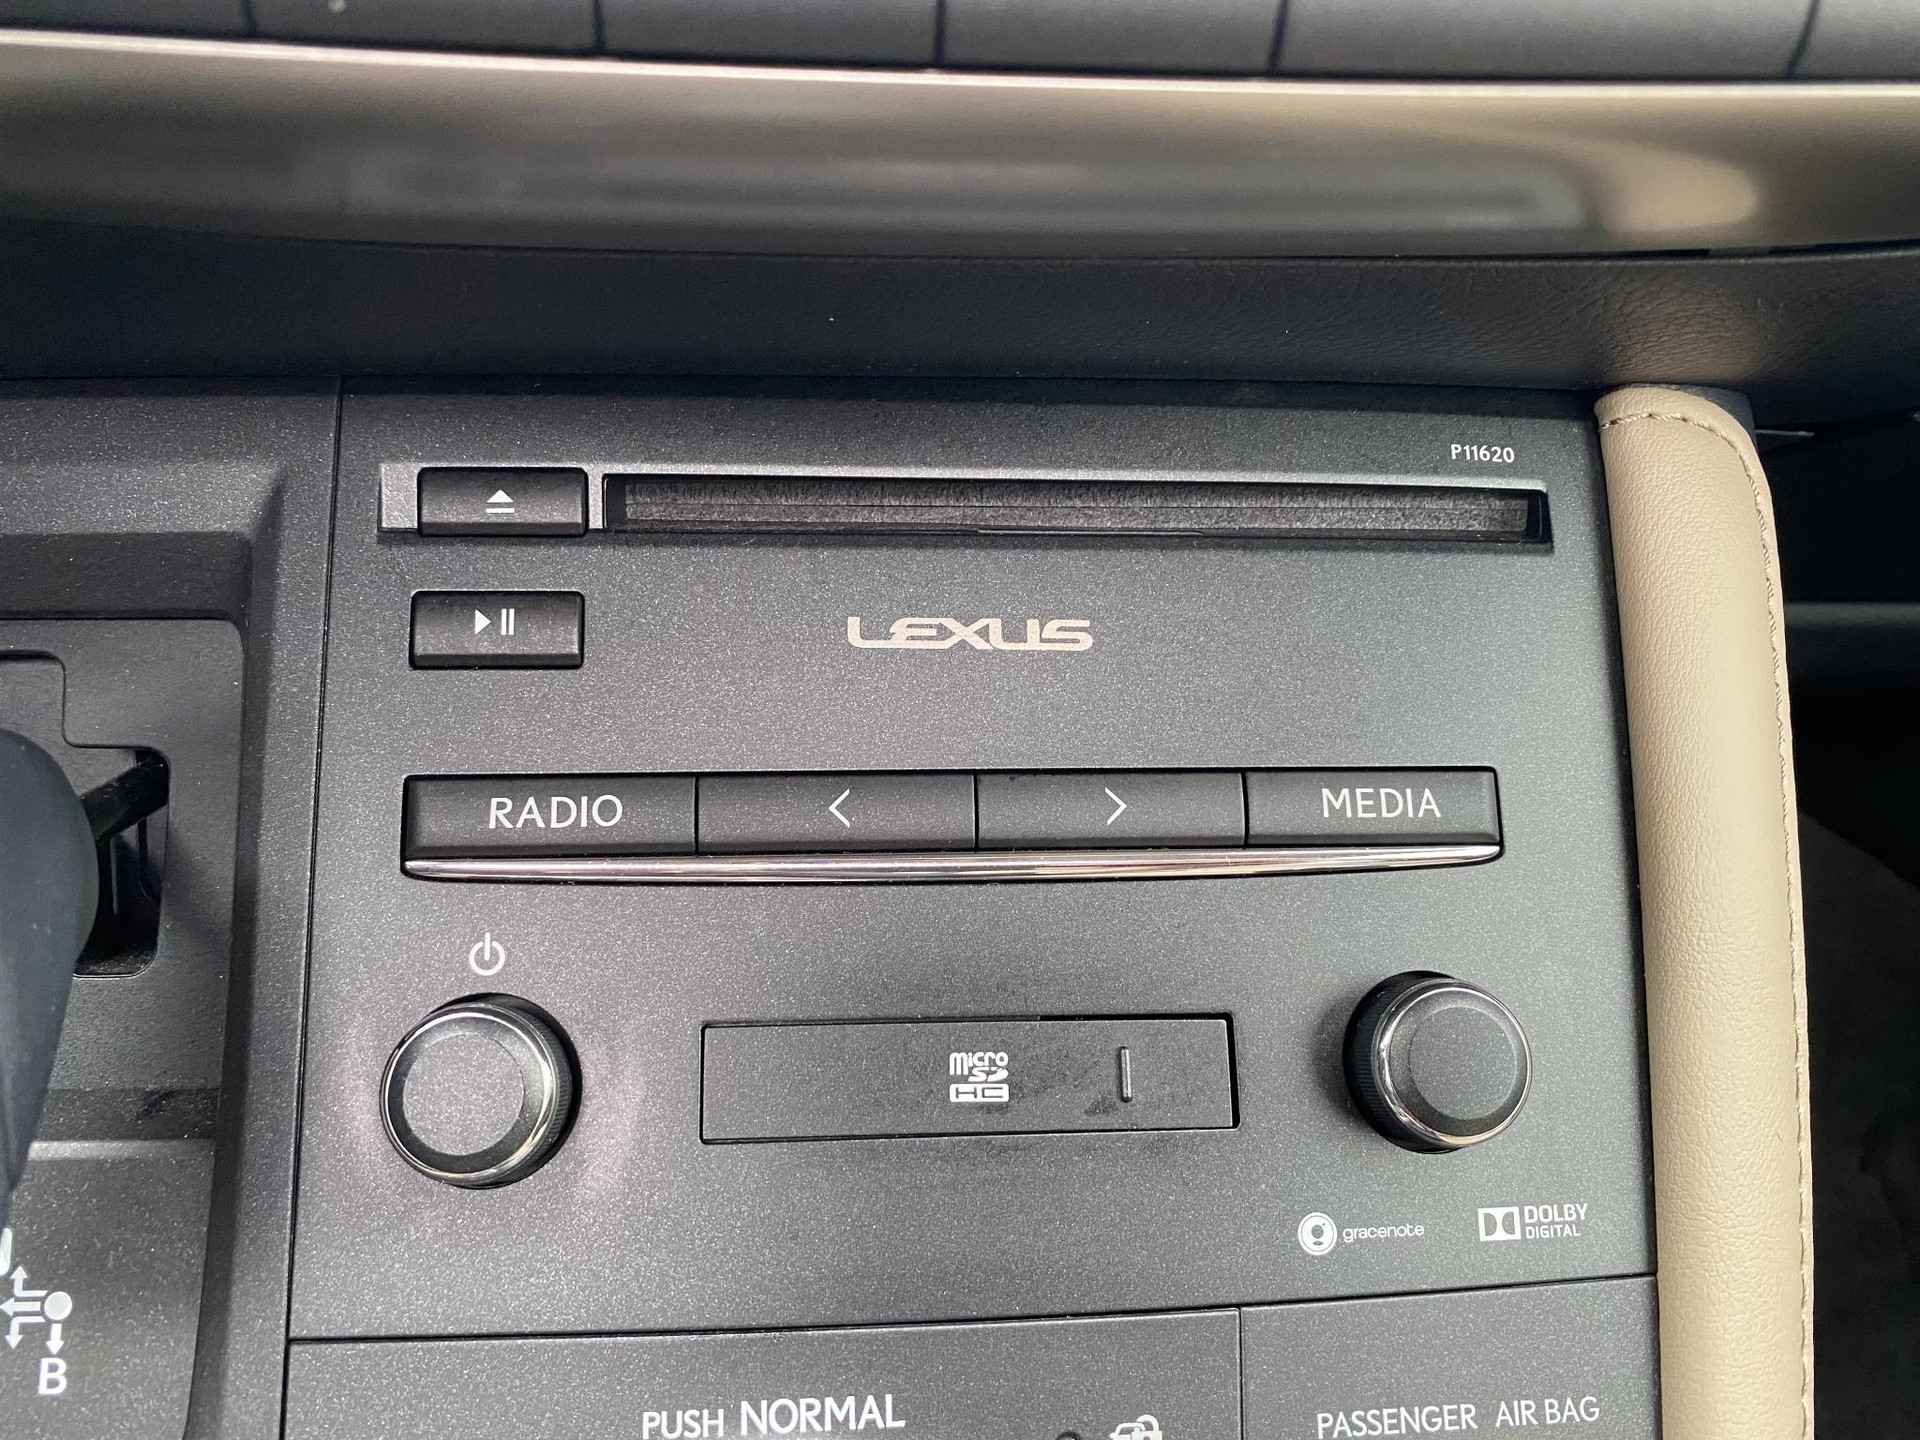 P11620
LEXUS
RADIO < > MEDIA
micro
SD
HC
gracenote
DOLBY
DIGITAL
B
PUSH NORMAL
PASSENGER AIR BAG